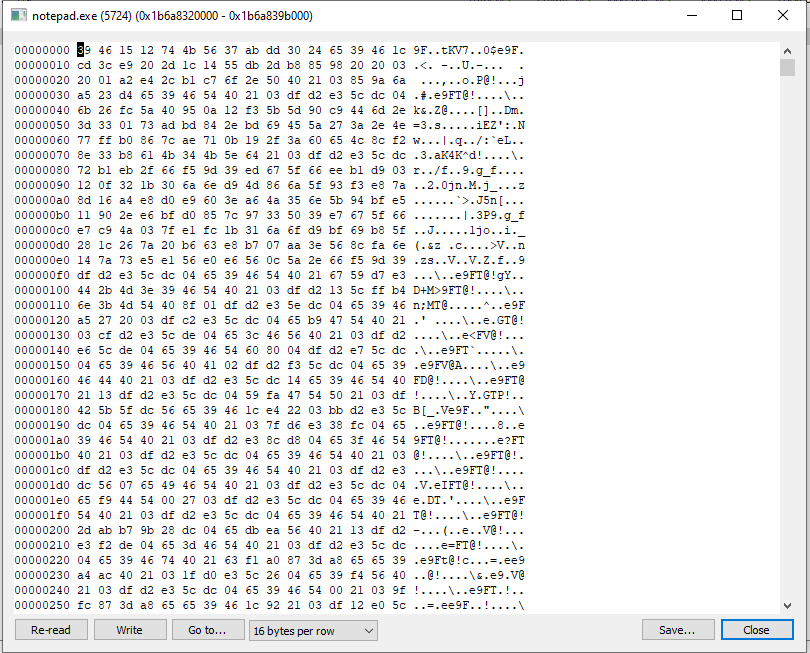 notepad.exe (5724) (0x1b6a8320000 - 0x1b6a839b000)
00000000 39 46 15 12 74 4b 56 37 ab dd 30 24 65 39 46 1c 9F..tKV7..0$e9F.
00000010 cd 3c e9 20 2d 1c 14 55 db 2d b8 85 98 20 20 03 .<. -..U.-...  .
00000020 20 01 a2 e4 2c b1 c7 6f 2e 50 40 21 03 85 9a 6a  ...,..o.P@!...j
00000030 a5 23 d4 65 39 46 54 40 21 03 df d2 e3 5c dc 04 .#.e9FT@!....\..
00000040 6b 26 fc 5a 40 95 0a 12 f3 5b 5d 90 c9 44 6d 2e k&.Z@....[]..Dm.
00000050 3d 33 01 73 ad bd 84 2e bd 69 45 5a 27 3a 2e 4e =3.s.....iEZ':.N
00000060 77 ff b0 86 7c ae 71 0b 19 2f 3a 60 65 4c 8c f2 w...|.q../:`eL..
00000070 8e 33 b8 61 4b 34 4b 5e 64 21 03 df d2 e3 5c dc .3.aK4K^d!....\.
00000080 72 b1 eb 2f 66 f5 9d 39 ed 67 5f 66 ee b1 d9 03 r../f..9.g_f....
00000090 12 0f 32 1b 30 6a 6e d9 4d 86 6a 5f 93 f3 e8 7a ..2.0jn.M.j_...z
000000a0 8d 16 a4 e8 d0 e9 60 3e a6 4a 35 6e 5b 94 bf e5 ......`>.J5n[...
000000b0 11 90 2e e6 bf d0 85 7c 97 33 50 39 e7 67 5f 66 .......|.3P9.g_f
000000c0 e7 c9 4a 03 7f e1 fc 1b 31 6a 6f d9 bf 69 b8 5f ..J.....1jo..i._
000000d0 28 1c 26 7a 20 b6 63 e8 b7 07 aa 3e 56 8c fa 6e (.&z .c....>V..n
000000e0 14 7a 73 e5 e1 56 e0 e6 56 0c 5a 2e 66 f5 9d 39 .zs..V..V.Z.f..9
000000f0 df d2 e3 5c dc 04 65 39 46 54 40 21 67 59 d7 e3 ...\..e9FT@!gY..
00000100 44 2b 4d 3e 39 46 54 40 21 03 df d2 13 5c ff b4 D+M>9FT@!....\..
00000110 6e 3b 4d 54 40 8f 01 df d2 e3 5e dc 04 65 39 46 n;MT@.....^..e9F
00000120 a5 27 20 03 df c2 e3 5c dc 04 65 b9 47 54 40 21 .' ....\..e.GT@!
00000130 03 cf d2 e3 5c de 04 65 3c 46 56 40 21 03 df d2 ....\..e<FV@!...
00000140 e6 5c de 04 65 39 46 54 60 80 04 df d2 e7 5c dc .\..e9FT`.....\.
00000150 04 65 39 46 56 40 41 02 df d2 f3 5c dc 04 65 39 .e9FV@A....\..e9
00000160 46 44 40 21 03 df d2 e3 5c dc 14 65 39 46 54 40 FD@!....\..e9FT@
00000170 21 13 df d2 e3 5c dc 04 59 fa 47 54 50 21 03 df !....\..Y.GTP!..
00000180 42 5b 5f dc 56 65 39 46 1c e4 22 03 bb d2 e3 5c B[_.Ve9F.."....\
00000190 dc 04 65 39 46 54 40 21 03 7f d6 e3 38 fc 04 65 ..e9FT@!....8..e
000001a0 39 46 54 40 21 03 df d2 e3 8c d8 04 65 3f 46 54 9FT@!.......e?FT
000001b0 40 21 03 df d2 e3 5c dc 04 65 39 46 54 40 21 03 @!....\..e9FT@!.
000001c0 df d2 e3 5c dc 04 65 39 46 54 40 21 03 df d2 e3 ...\..e9FT@!....
000001d0 dc 56 07 65 49 46 54 40 21 03 df d2 e3 5c dc 04 .V.eIFT@!....\..
000001e0 65 f9 44 54 00 27 03 df d2 e3 5c dc 04 65 39 46 e.DT.'....\..e9F
000001f0 54 40 21 03 df d2 e3 5c dc 04 65 39 46 54 40 21 T@!....\..e9FT@!
00000200 2d ab b7 9b 28 dc 04 65 db ea 56 40 21 13 df d2 -...(..e..V@!...
00000210 e3 f2 de 04 65 3d 46 54 40 21 03 df d2 e3 5c dc ....e=FT@!....\.
00000220 04 65 39 46 74 40 21 63 f1 a0 87 3d a8 65 65 39 .e9Ft@!c...=.ee9
00000230 a4 ac 40 21 03 1f d0 e3 5c 26 04 65 39 f4 56 40 ..@!....\&.e9.V@
00000240 21 03 df d2 e3 5c dc 04 65 39 46 54 00 21 03 9f !....\..e9FT.!..
00000250 fc 87 3d a8 65 65 39 46 1c 92 21 03 df 12 e0 5c ..=.ee9F..!....\
Re-read Write Go to... 16 bytes per row Save... Close